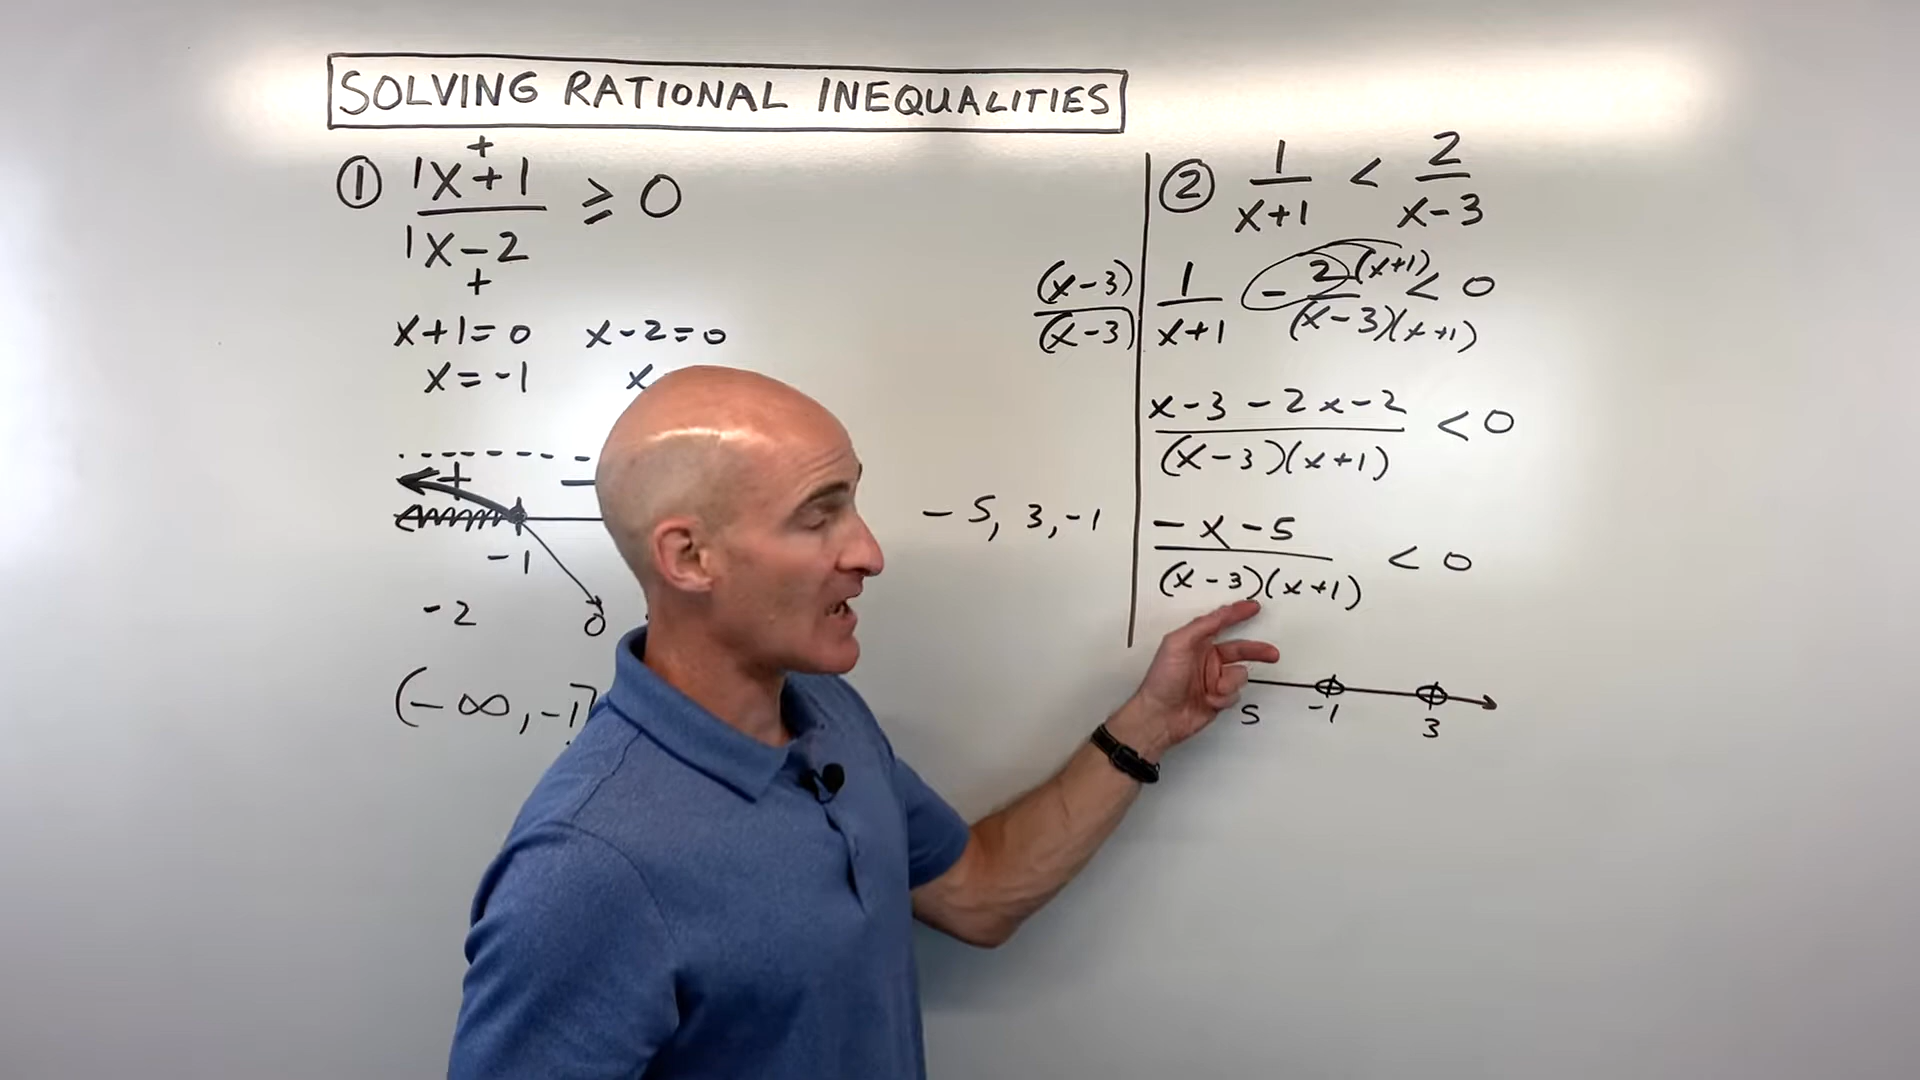 SOLVING RATIONAL INEQUALITIES
+
① 1x+1 / 1x-2 ≥ 0
+
x+1=0 x-2=0
x=-1 x
+ -
-1
-2 0
(-∞,-1]
② 1/(x+1) < 2/(x-3)
(x-3)/(x-3) 1/(x+1) - 2(x+1)/(x-3)(x+1) < 0
x-3-2x-2 / (x-3)(x+1) < 0
-5, 3, -1
-x-5 / (x-3)(x+1) < 0
5 -1 3